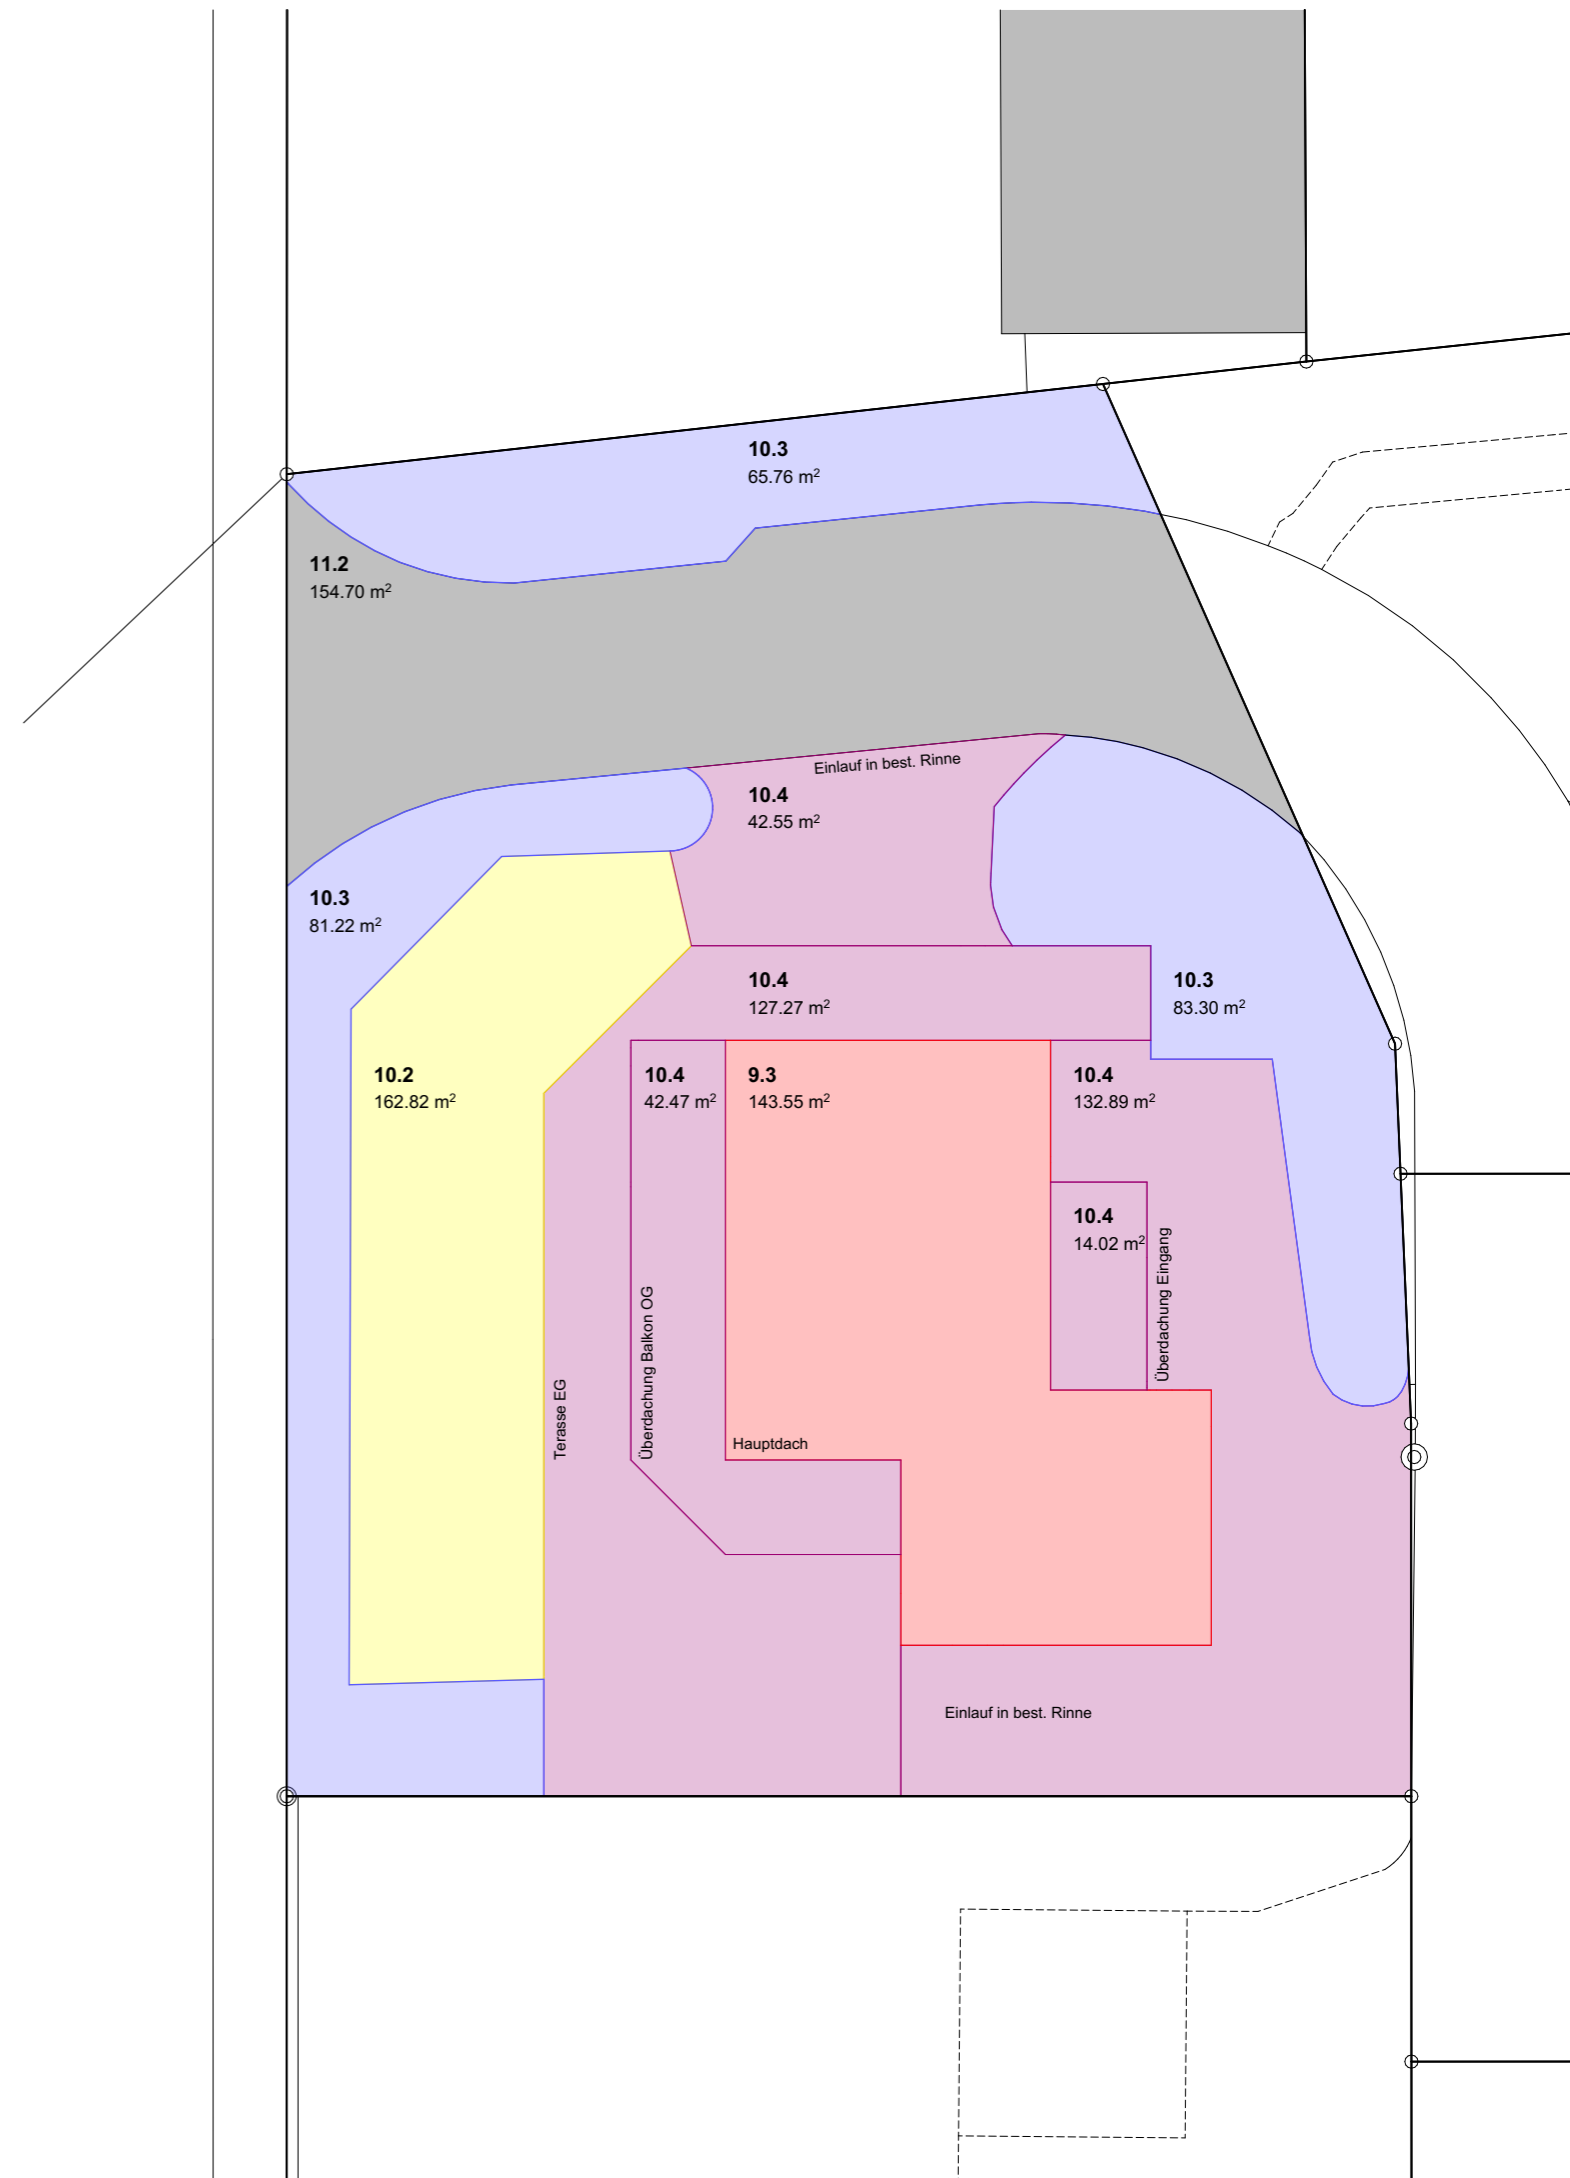 10.3
65.76 m²
11.2
154.70 m²
Einlauf in best. Rinne
10.4
42.55 m²
10.3
81.22 m²
10.4
127.27 m²
10.3
83.30 m²
10.2
162.82 m²
10.4
42.47 m²
9.3
143.55 m²
10.4
132.89 m²
10.4
14.02 m²
Überdachung Eingang
Überdachung Balkon OG
Terasse EG
Hauptdach
Einlauf in best. Rinne